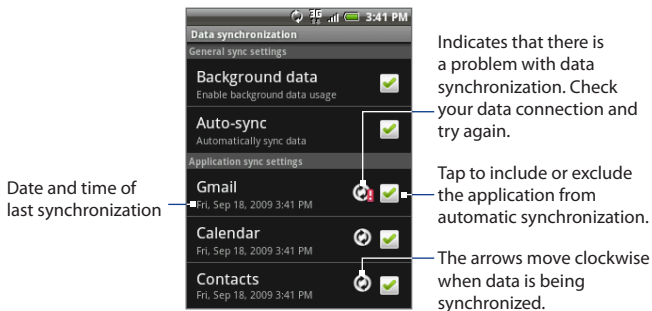 3G
3:41 PM
Data synchronization
General sync settings
Background data
Enable background data usage
Auto-sync
Automatically sync data
Application sync settings
Gmail
Fri, Sep 18, 2009 3:41 PM
Calendar
Fri, Sep 18, 2009 3:41 PM
Contacts
Fri, Sep 18, 2009 3:41 PM
Date and time of
last synchronization
Indicates that there is
a problem with data
synchronization. Check
your data connection and
try again.
Tap to include or exclude
the application from
automatic synchronization.
The arrows move clockwise
when data is being
synchronized.